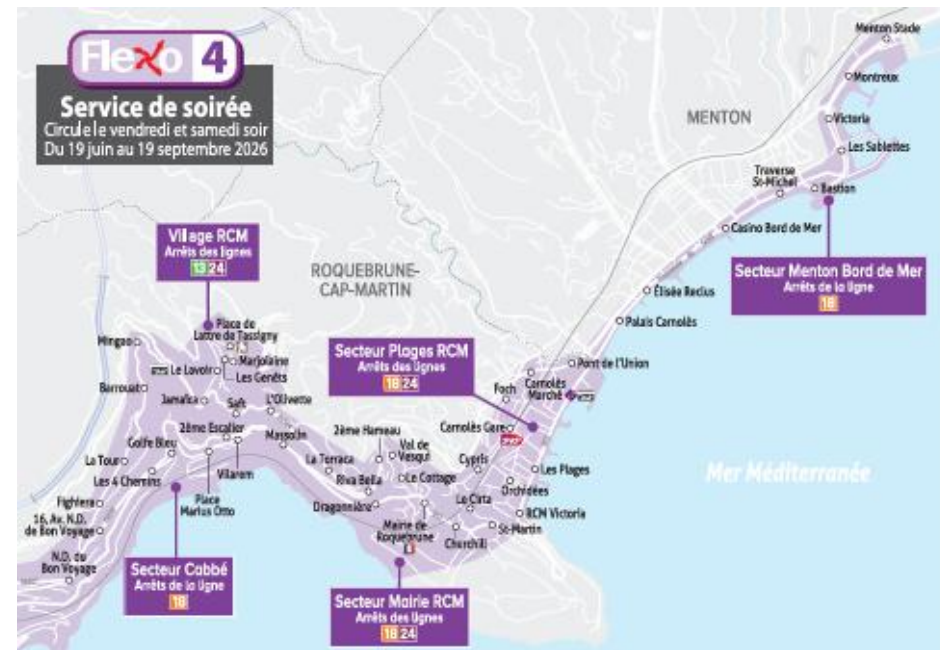 Flexo 4
Service de soirée
Circule le vendredi et samedi soir
Du 19 juin au 19 septembre 2026
MENTON
Menton Stade
Montreux
Victoria
Les Sablettes
Traverse
St-Michel
Bastion
Casino Bord de Mer
Secteur Menton Bord de Mer
Arrêts de la ligne
18
Élisée Reclus
Palais Carnolès
Village RCM
Arrêts des lignes
13 24
ROQUEBRUNE-
CAP-MARTIN
Place de
Lattre de Tassigny
Mingao
Marjolaine
Le Lavoir
Les Genêts
Barrouat
Jamaïca
Saft
L'Olivette
2ème Escalier
Massolin
Golfe Bleu
La Tour
Les 4 Chemins
Vilarem
Place
Marius Otto
Fighiera
16, Av. N.D.
de Bon Voyage
N.D. du
Bon Voyage
Secteur Cabbé
Arrêts de la ligne
18
Secteur Plages RCM
Arrêts des lignes
18 24
Pont de l'Union
Foch
Carnolès
Marché
Carnolès Gare
SNCF
2ème Hameau
Val de
Vesqui
La Torraca
Riva Bella
Le Cottage
Cypris
Les Plages
Orchidées
Dragonnière
Le Cirta
RCM Victoria
Mairie de
Roquebrune
St-Martin
Churchill
Secteur Mairie RCM
Arrêts des lignes
18 24
Mer Méditerranée